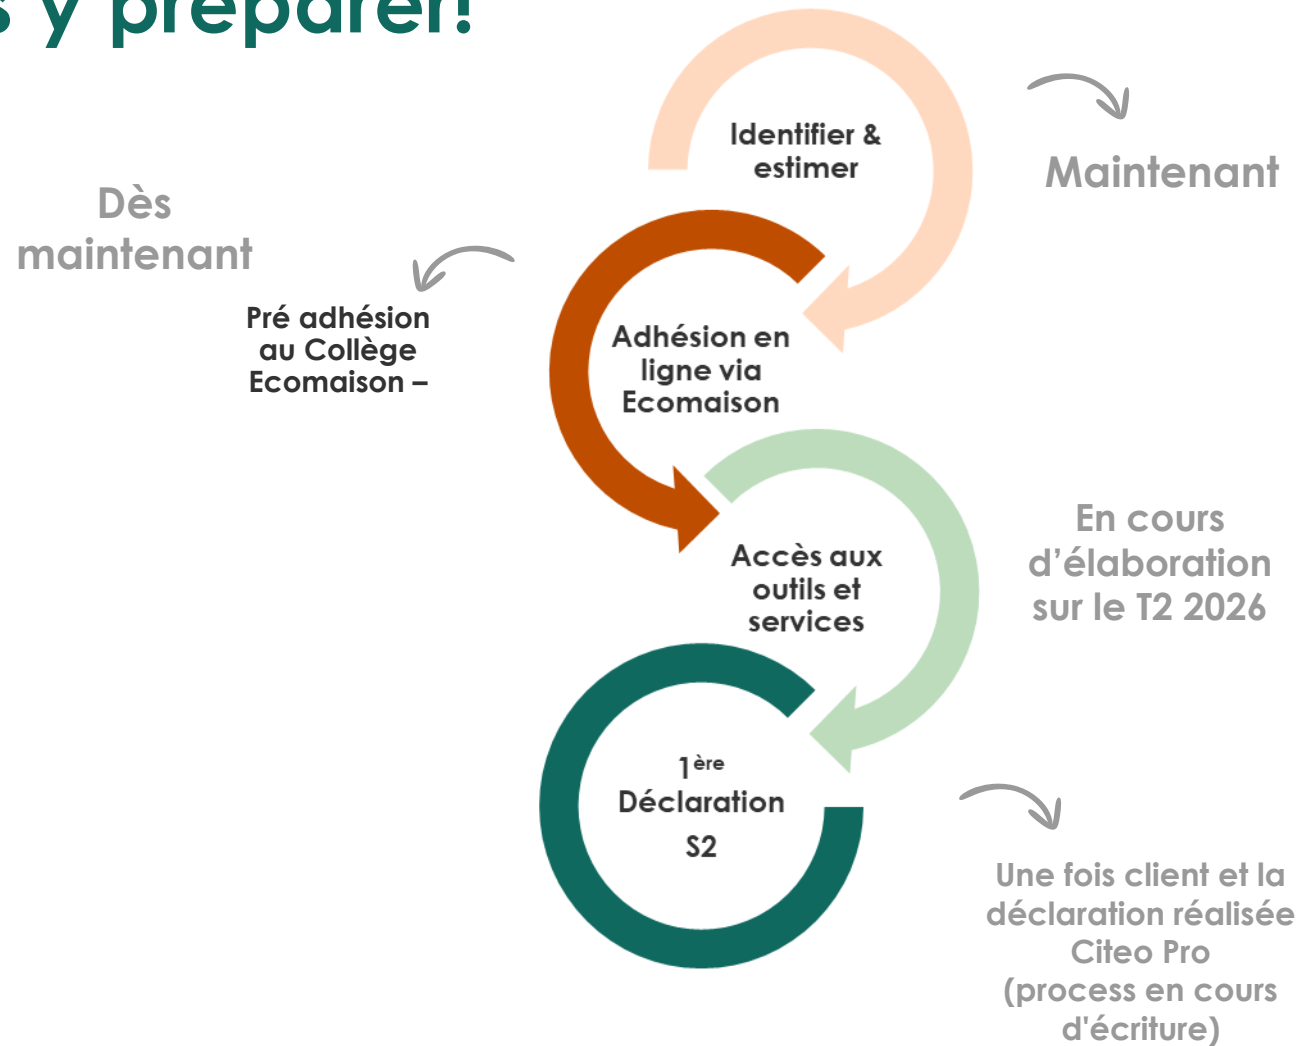 s y préparer!
Identifier &
estimer
Maintenant
Dès
maintenant
Pré adhésion
au Collège
Ecomaison –
Adhésion en
ligne via
Ecomaison
Accès aux
outils et
services
En cours
d'élaboration
sur le T2 2026
1ère
Déclaration
S2
Une fois client et la
déclaration réalisée
Citeo Pro
(process en cours
d'écriture)